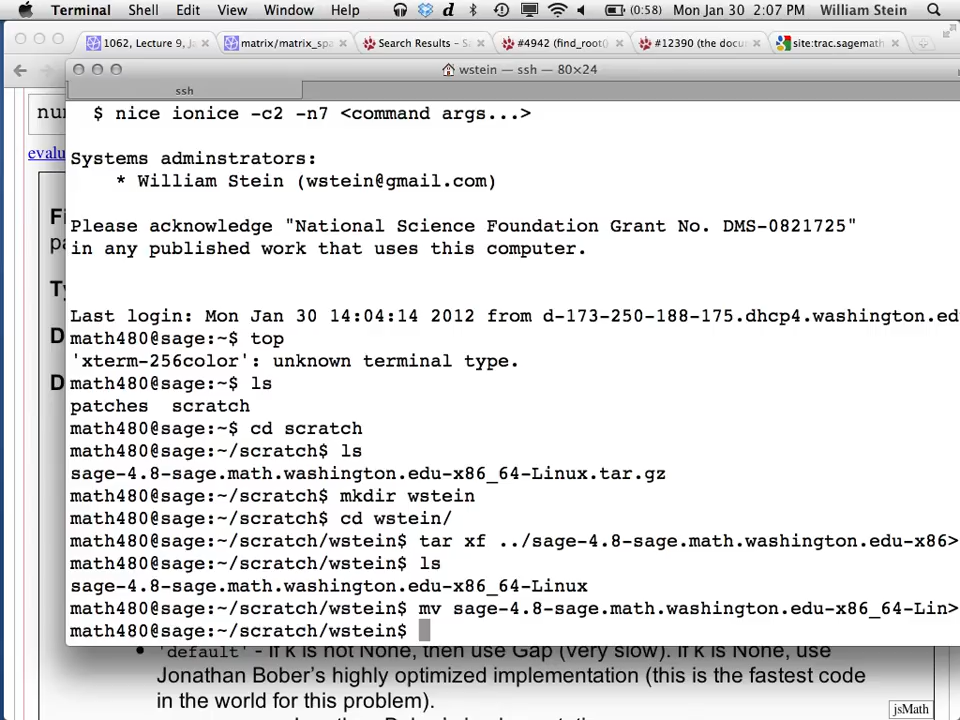 Terminal Shell Edit View Window Help (0:58) Mon Jan 30 2:07 PM William Stein
1062, Lecture 9, J matrix/matrix_spa Search Results - Sa #4942 (find_root() #12390 (the docu site:trac.sagemath
wstein — ssh — 80×24
ssh
$ nice ionice -c2 -n7 <command args...>
Systems adminstrators:
* William Stein (wstein@gmail.com)
Please acknowledge "National Science Foundation Grant No. DMS-0821725"
in any published work that uses this computer.
Last login: Mon Jan 30 14:04:14 2012 from d-173-250-188-175.dhcp4.washington.ed
math480@sage:~$ top
'xterm-256color': unknown terminal type.
math480@sage:~$ ls
patches scratch
math480@sage:~$ cd scratch
math480@sage:~/scratch$ ls
sage-4.8-sage.math.washington.edu-x86_64-Linux.tar.gz
math480@sage:~/scratch$ mkdir wstein
math480@sage:~/scratch$ cd wstein/
math480@sage:~/scratch/wstein$ tar xf ../sage-4.8-sage.math.washington.edu-x86>
math480@sage:~/scratch/wstein$ ls
sage-4.8-sage.math.washington.edu-x86_64-Linux
math480@sage:~/scratch/wstein$ mv sage-4.8-sage.math.washington.edu-x86_64-Lin>
math480@sage:~/scratch/wstein$
nu
evalu
Fi
pa
Ty
D
D
'default' - If k is not None, then use Gap (very slow). If k is None, use
Jonathan Bober's highly optimized implementation (this is the fastest code
in the world for this problem).
jsMath